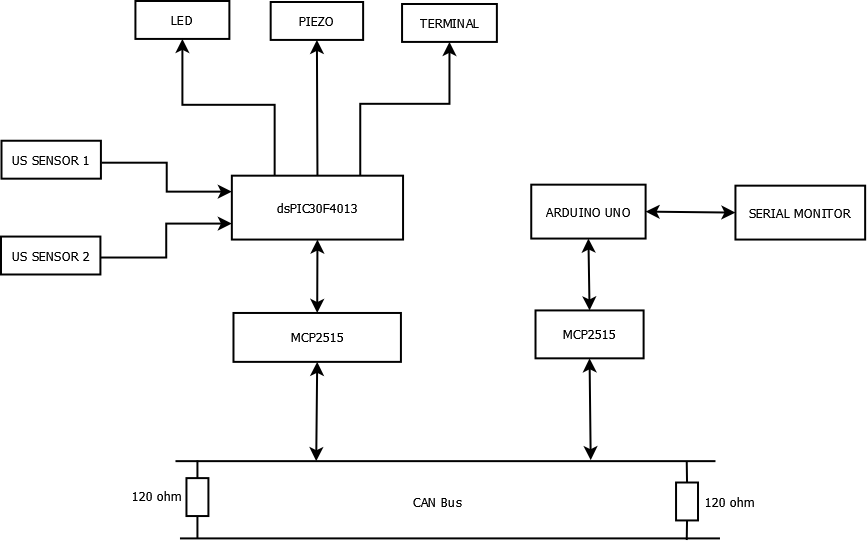 LED
PIEZO
TERMINAL
US SENSOR 1
dsPIC30F4013
ARDUINO UNO
SERIAL MONITOR
US SENSOR 2
MCP2515
MCP2515
120 ohm
CAN Bus
120 ohm